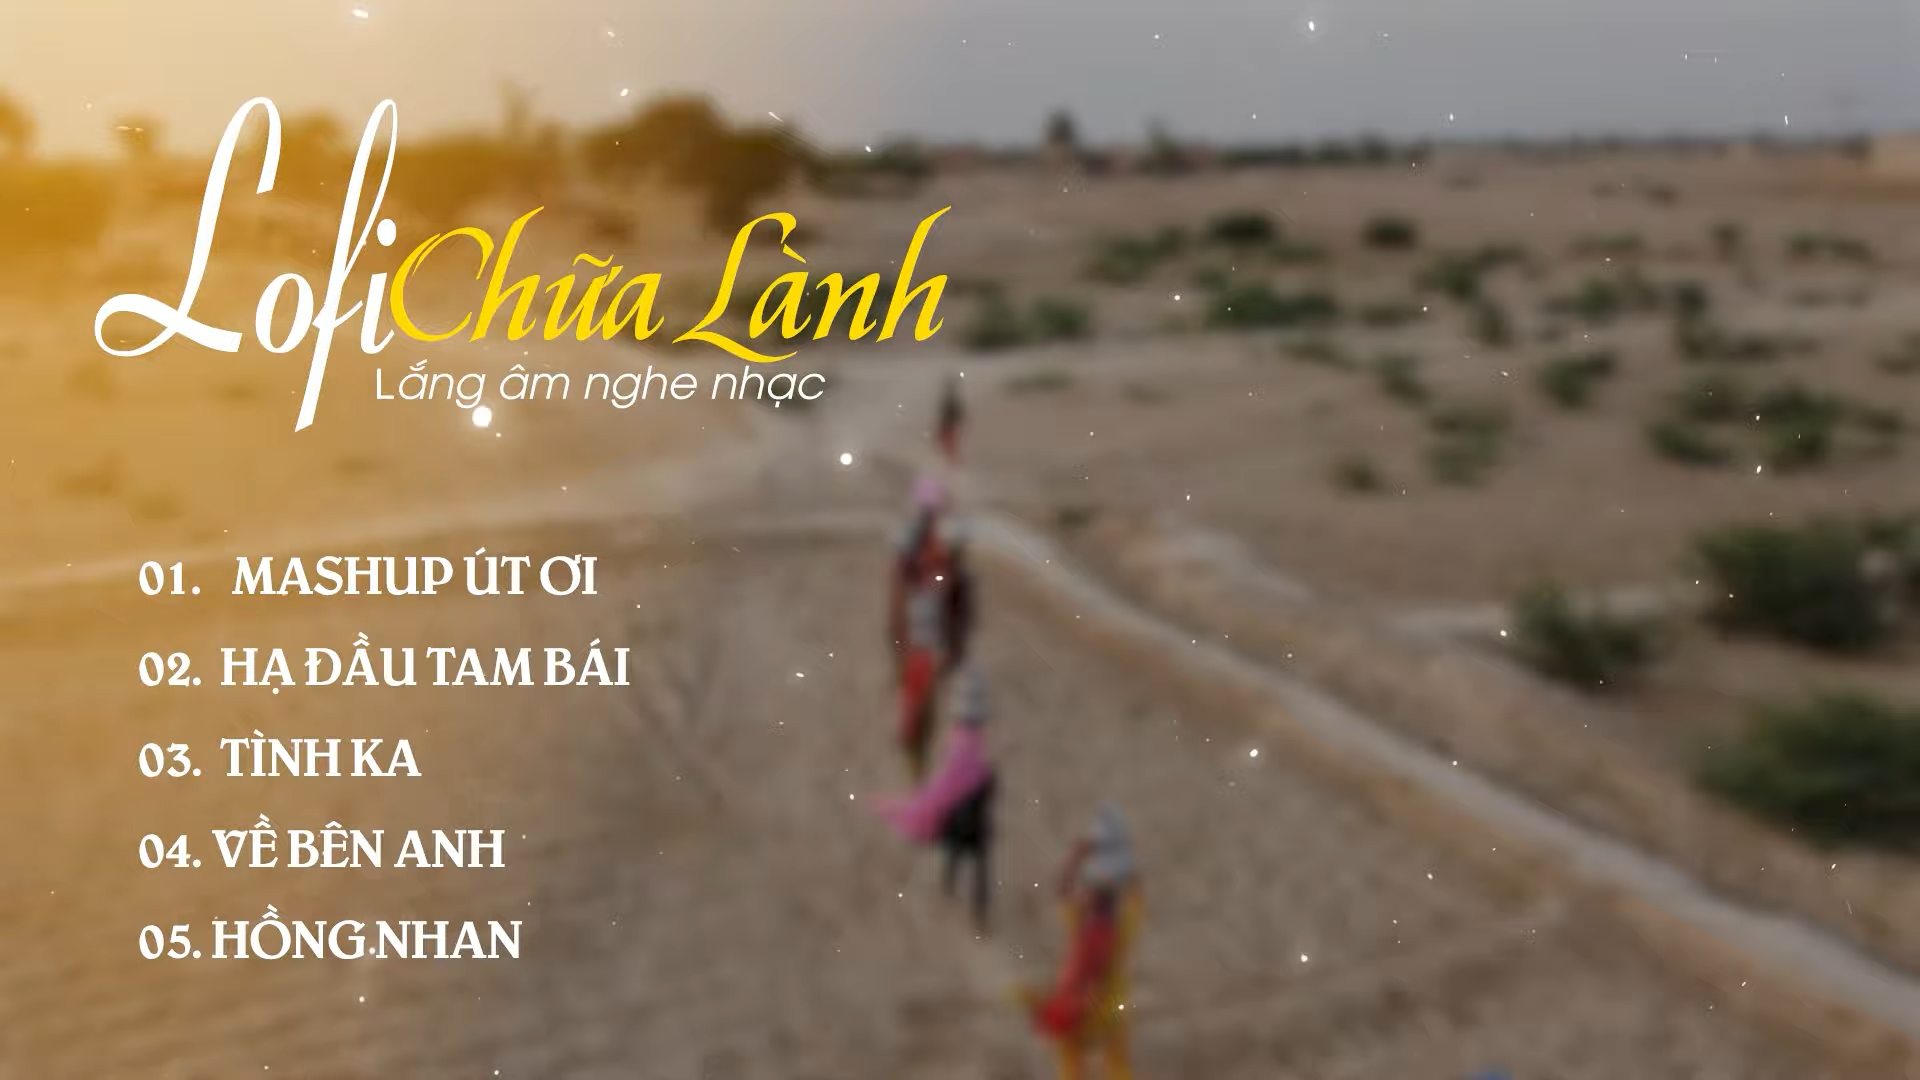 Lofi Chữa Lành
Lắng âm nghe nhạc
01. MASHUP ÚT ƠI
02. HẠ ĐẦU TAM BÁI
03. TÌNH KA
04. VỀ BÊN ANH
05. HỒNG NHAN